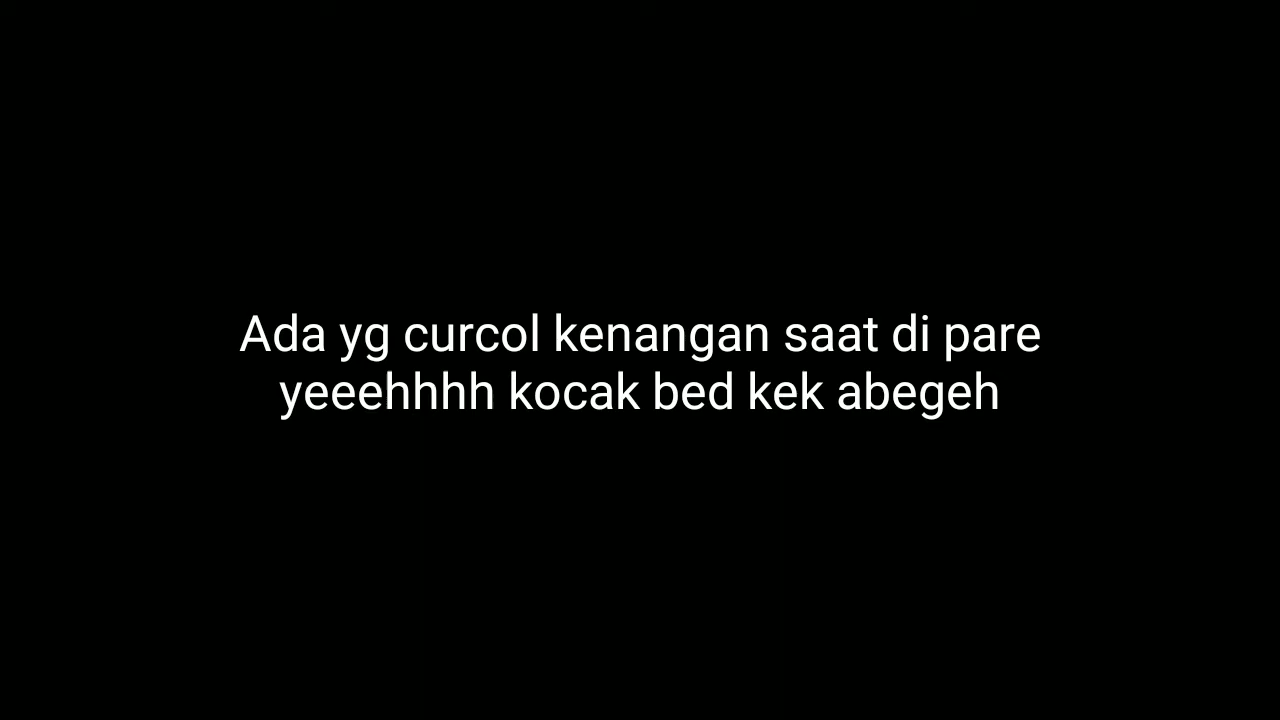 Ada yg curcol kenangan saat di pare
yeeehhhh kocak bed kek abegeh